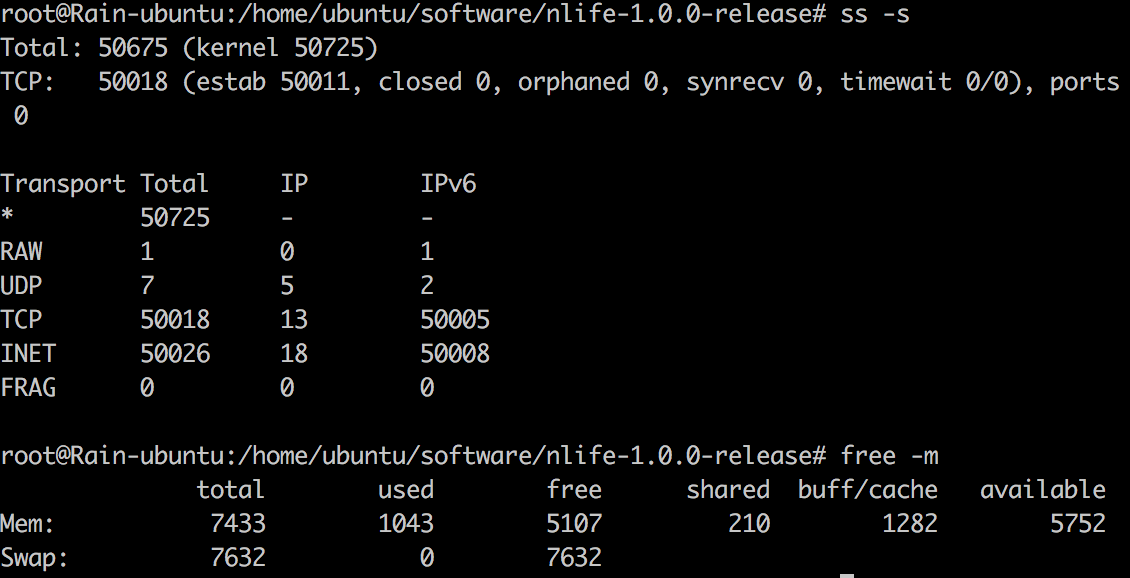 root@Rain-ubuntu:/home/ubuntu/software/nlife-1.0.0-release# ss -s
Total: 50675 (kernel 50725)
TCP:   50018 (estab 50011, closed 0, orphaned 0, synrecv 0, timewait 0/0), ports
 0

Transport Total     IP        IPv6
*         50725     -         -
RAW       1         0         1
UDP       7         5         2
TCP       50018     13        50005
INET      50026     18        50008
FRAG      0         0         0

root@Rain-ubuntu:/home/ubuntu/software/nlife-1.0.0-release# free -m
              total        used        free      shared  buff/cache   available
Mem:           7433        1043        5107         210        1282        5752
Swap:          7632           0        7632